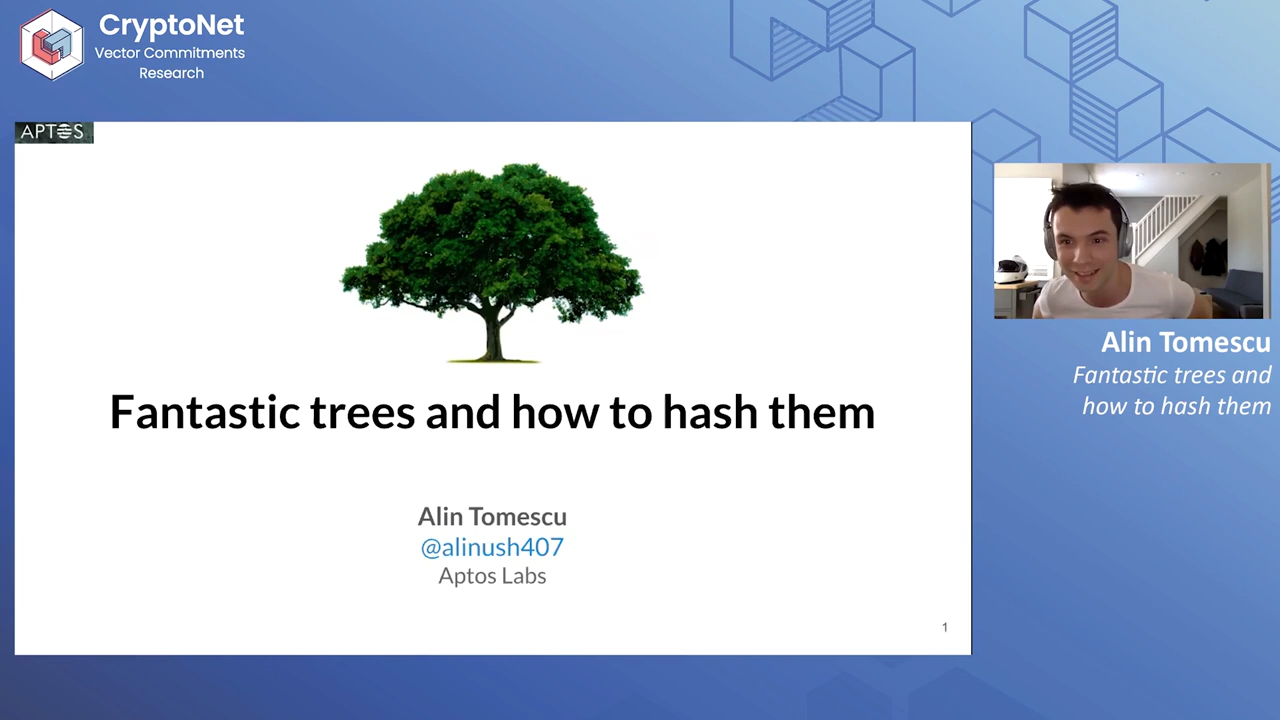 CryptoNet
Vector Commitments
Research
APTOS
Fantastic trees and how to hash them
Alin Tomescu
@alinush407
Aptos Labs
1
Alin Tomescu
Fantastic trees and
how to hash them